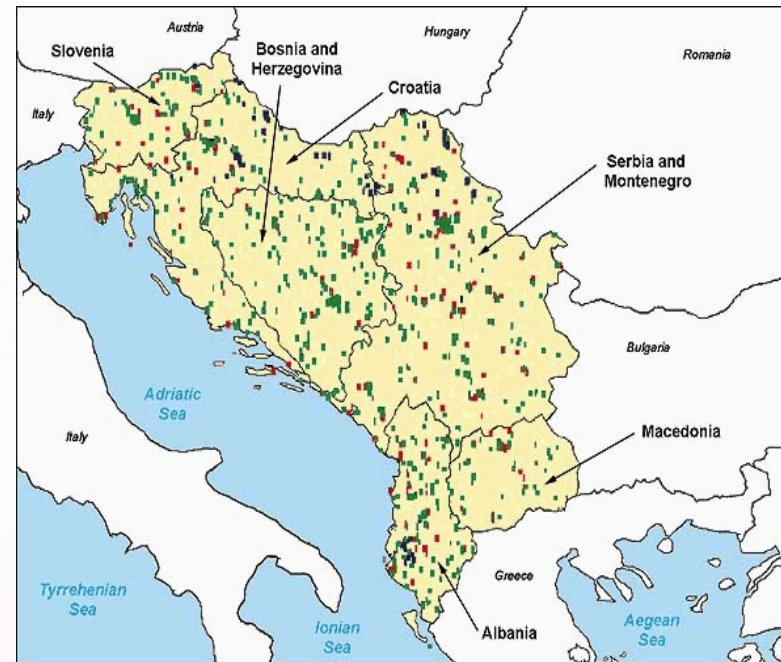 Austria
Slovenia
Bosnia and
Herzegovina
Hungary
Romania
Croatia
Italy
Serbia and
Montenegro
Bulgaria
Adriatic
Sea
Italy
Macedonia
Greece
Tyrrehenian
Sea
Ionian
Sea
Albania
Aegean
Sea